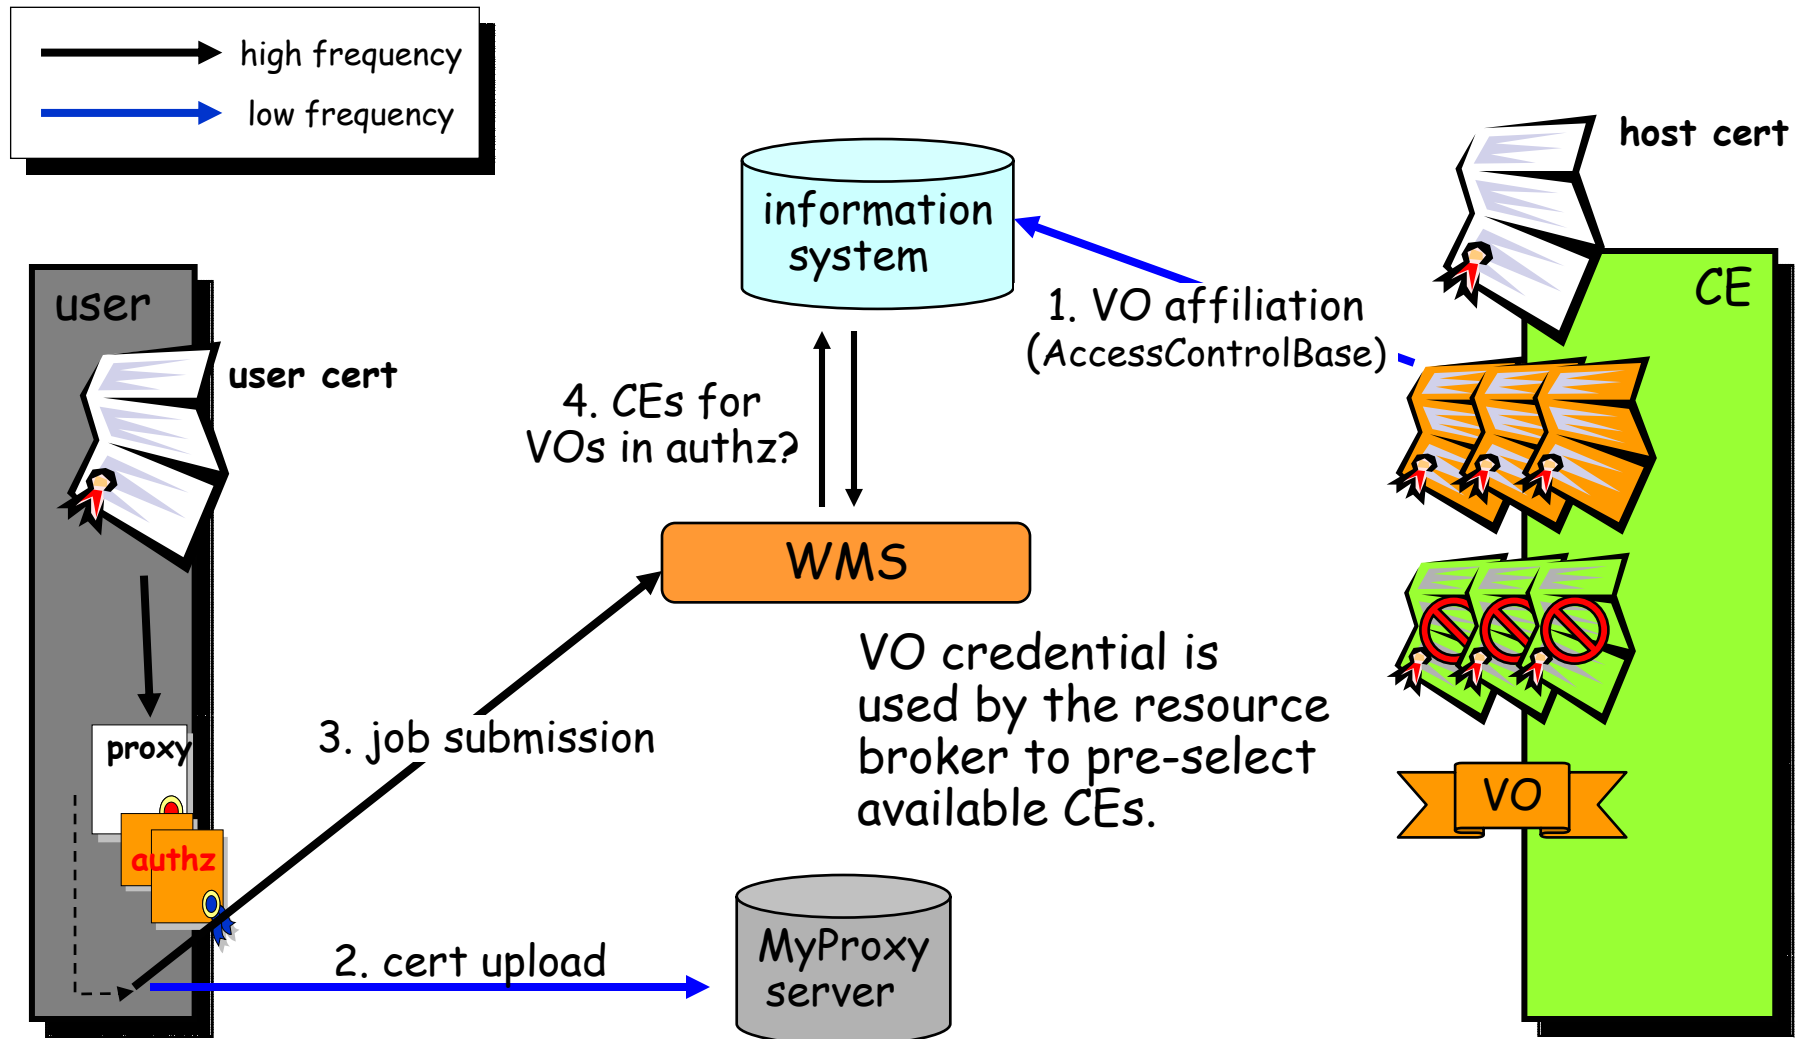 high frequency
low frequency
host cert
information
system
CE
1. VO affiliation
(AccessControlBase)
user
user cert
4. CEs for
VOs in authz?
WMS
VO credential is
used by the resource
broker to pre-select
available CEs.
3. job submission
proxy
VO
authz
2. cert upload
MyProxy
server